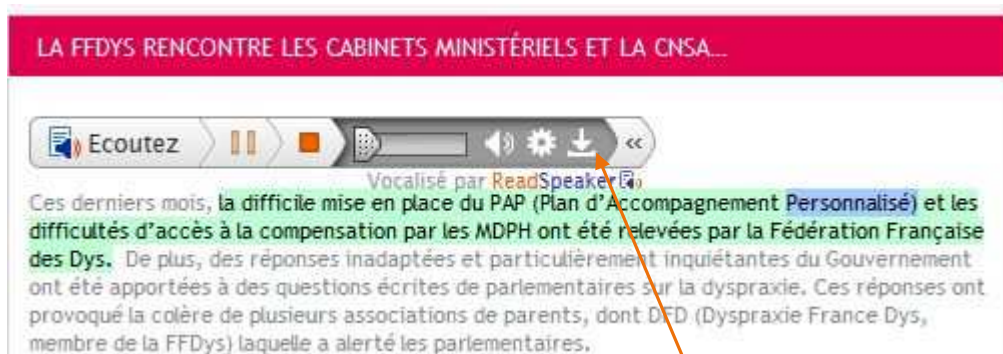 LA FFDYS RENCONTRE LES CABINETS MINISTÉRIELS ET LA CNSA...
Ecoutez
«
Vocalisé par ReadSpeaker
Ces derniers mois, la difficile mise en place du PAP (Plan d'Accompagnement Personnalisé) et les
difficultés d'accès à la compensation par les MDPH ont été relevées par la Fédération Française
des Dys. De plus, des réponses inadaptées et particulièrement inquiétantes du Gouvernement
ont été apportées à des questions écrites de parlementaires sur la dyspraxie. Ces réponses ont
provoqué la colère de plusieurs associations de parents, dont DFD (Dyspraxie France Dys,
membre de la FFDys) laquelle a alerté les parlementaires.